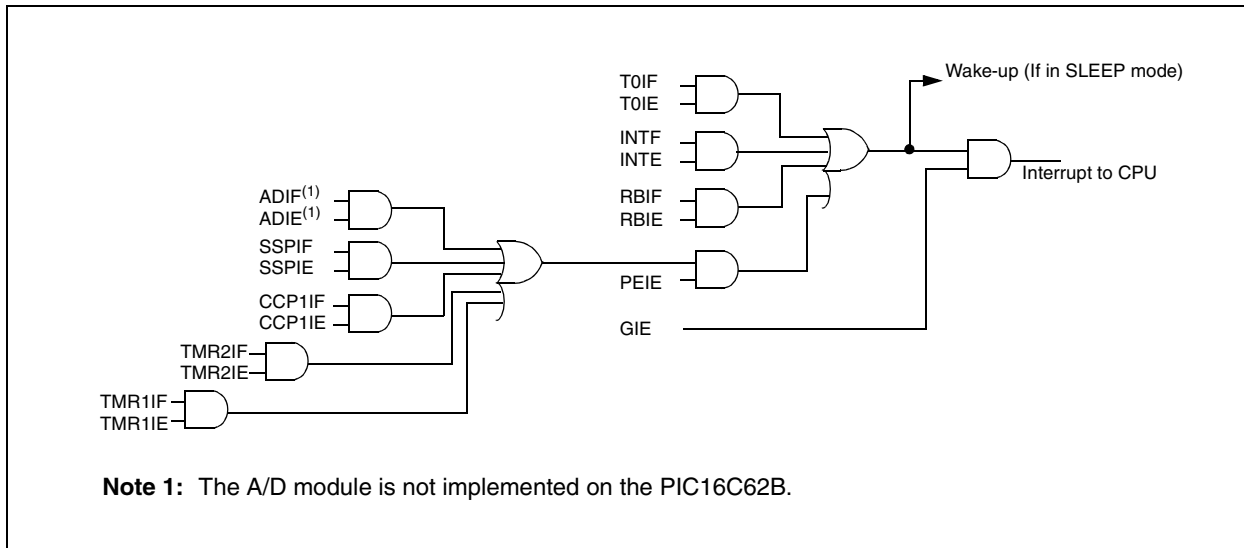 Wake-up (If in SLEEP mode)
T0IF
T0IE
INTF
INTE
Interrupt to CPU
RBIF
RBIE
ADIF(1)
ADIE(1)
SSPIF
SSPIE
PEIE
CCP1IF
CCP1IE
GIE
TMR2IF
TMR2IE
TMR1IF
TMR1IE
Note 1: The A/D module is not implemented on the PIC16C62B.